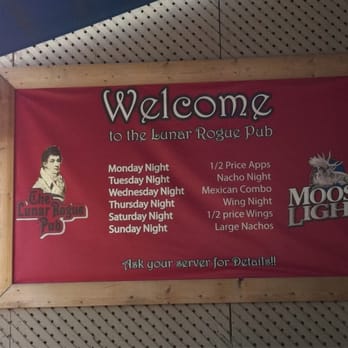 Welcome
to the Lunar Rogue Pub
Monday Night 1/2 Price Apps
Tuesday Night Nacho Night
Wednesday Night Mexican Combo
Thursday Night Wing Night
Saturday Night 1/2 price Wings
Sunday Night Large Nachos
The
Lunar Rogue
Pub
MOOS
LIGH
Ask your server for Details!!